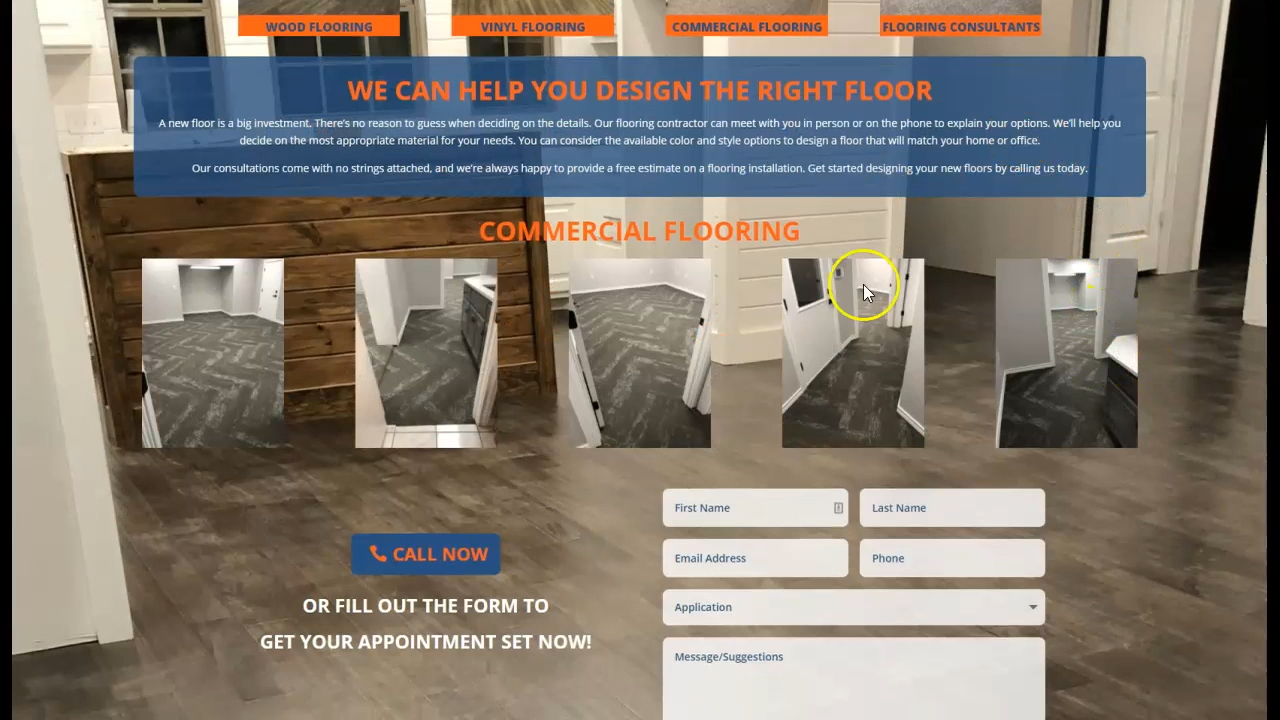 WOOD FLOORING
VINYL FLOORING
COMMERCIAL FLOORING
FLOORING CONSULTANTS
WE CAN HELP YOU DESIGN THE RIGHT FLOOR
A new floor is a big investment. There's no reason to guess when deciding on the details. Our flooring contractor can meet with you in person or on the phone to explain your options. We'll help you
decide on the most appropriate material for your needs. You can consider the available color and style options to design a floor that will match your home or office.
Our consultations come with no strings attached, and we're always happy to provide a free estimate on a flooring installation. Get started designing your new floors by calling us today.
COMMERCIAL FLOORING
First Name
Last Name
Email Address
Phone
Application
Message/Suggestions
CALL NOW
OR FILL OUT THE FORM TO
GET YOUR APPOINTMENT SET NOW!